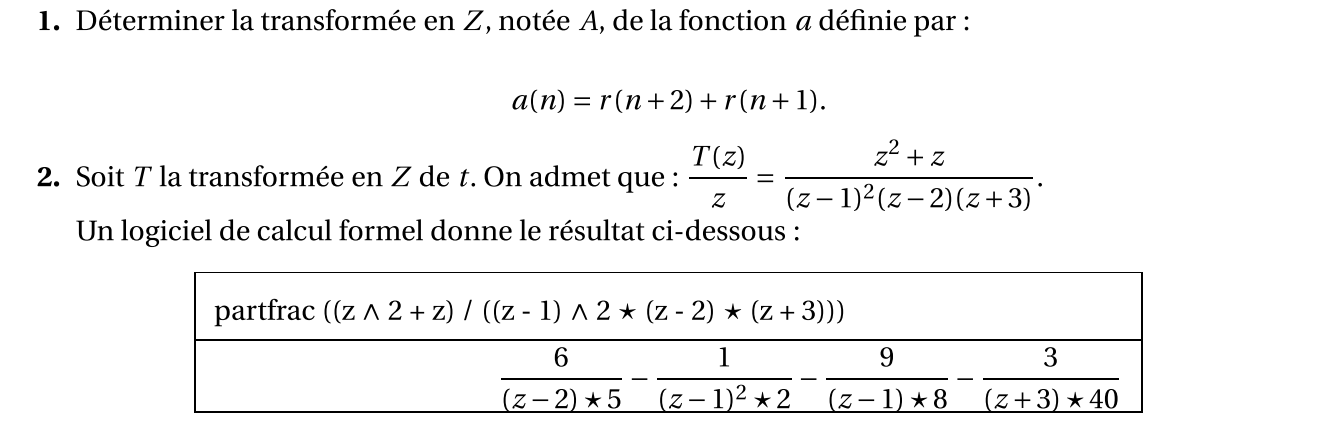 1. Déterminer la transformée en Z, notée A, de la fonction a définie par :
a(n) = r(n+2) + r(n+1).
2. Soit T la transformée en Z de t. On admet que : T(z)/z = (z² + z)/((z−1)²(z−2)(z+3)).
Un logiciel de calcul formel donne le résultat ci-dessous :
partfrac ((z ∧ 2 + z) / ((z - 1) ∧ 2 ⋆ (z - 2) ⋆ (z + 3)))
6/((z−2) ⋆ 5) − 1/((z−1)² ⋆ 2) − 9/((z−1) ⋆ 8) − 3/((z+3) ⋆ 40)